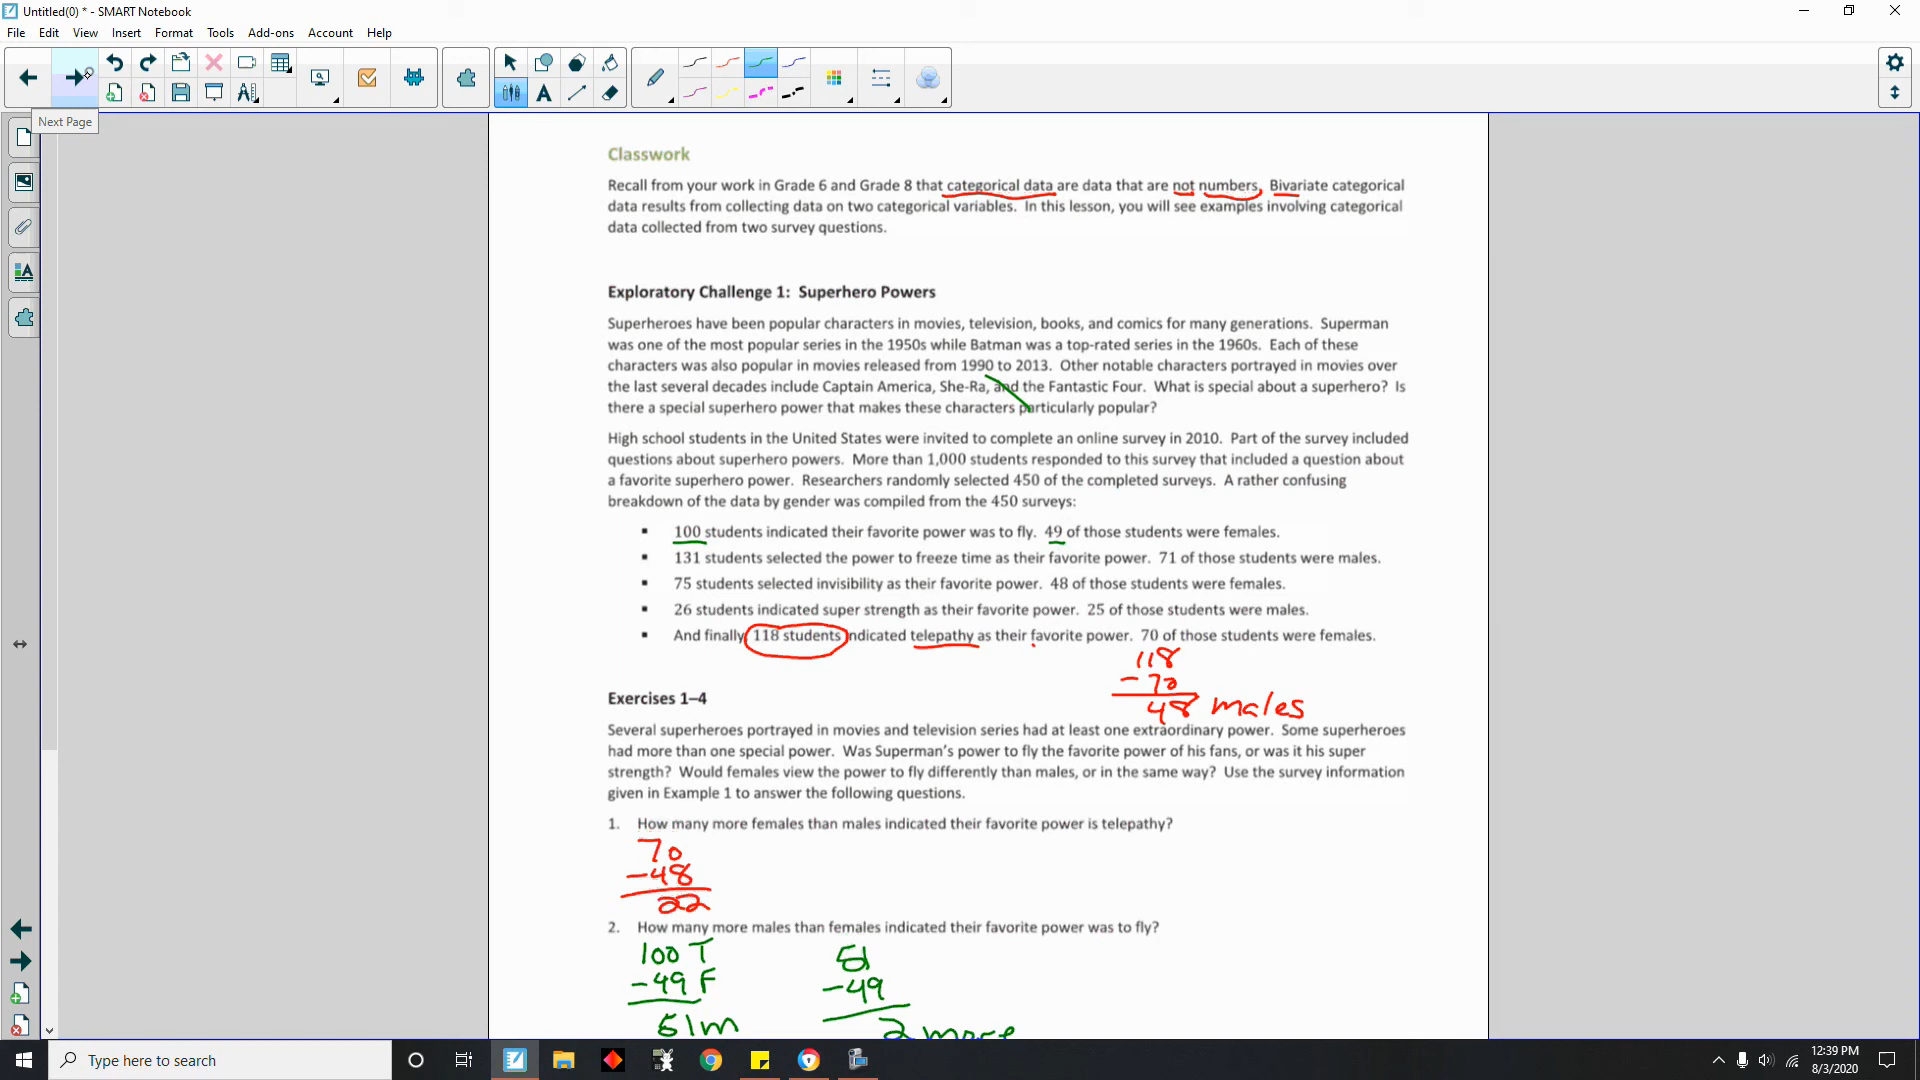 Untitled(0) * - SMART Notebook
File Edit View Insert Format Tools Add-ons Account Help
Next Page
Classwork
Recall from your work in Grade 6 and Grade 8 that categorical data are data that are not numbers. Bivariate categorical
data results from collecting data on two categorical variables. In this lesson, you will see examples involving categorical
data collected from two survey questions.
Exploratory Challenge 1: Superhero Powers
Superheroes have been popular characters in movies, television, books, and comics for many generations. Superman
was one of the most popular series in the 1950s while Batman was a top-rated series in the 1960s. Each of these
characters was also popular in movies released from 1990 to 2013. Other notable characters portrayed in movies over
the last several decades include Captain America, She-Ra, and the Fantastic Four. What is special about a superhero? Is
there a special superhero power that makes these characters particularly popular?
High school students in the United States were invited to complete an online survey in 2010. Part of the survey included
questions about superhero powers. More than 1,000 students responded to this survey that included a question about
a favorite superhero power. Researchers randomly selected 450 of the completed surveys. A rather confusing
breakdown of the data by gender was compiled from the 450 surveys:
▪ 100 students indicated their favorite power was to fly. 49 of those students were females.
▪ 131 students selected the power to freeze time as their favorite power. 71 of those students were males.
▪ 75 students selected invisibility as their favorite power. 48 of those students were females.
▪ 26 students indicated super strength as their favorite power. 25 of those students were males.
▪ And finally 118 students indicated telepathy as their favorite power. 70 of those students were females.
118
- 70
48 males
Exercises 1–4
Several superheroes portrayed in movies and television series had at least one extraordinary power. Some superheroes
had more than one special power. Was Superman's power to fly the favorite power of his fans, or was it his super
strength? Would females view the power to fly differently than males, or in the same way? Use the survey information
given in Example 1 to answer the following questions.
1. How many more females than males indicated their favorite power is telepathy?
70
-48
22
2. How many more males than females indicated their favorite power was to fly?
100 T 51
-49 F -49
51 m 2 more
Type here to search
12:39 PM
8/3/2020